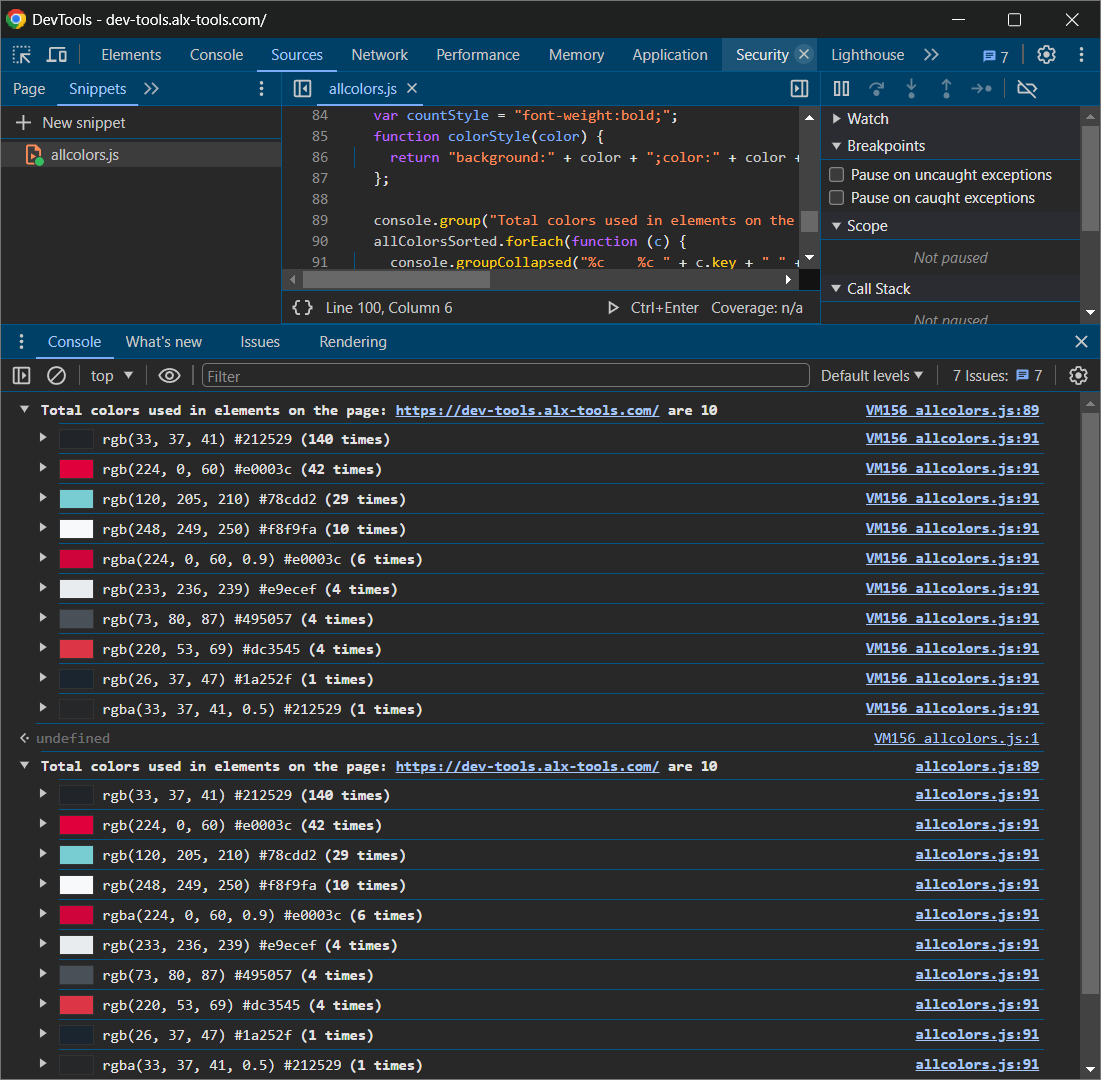 DevTools - dev-tools.alx-tools.com/
Elements Console Sources Network Performance Memory Application Security Lighthouse 7
Page Snippets
New snippet
allcolors.js
allcolors.js
84 var countStyle = "font-weight:bold;";
85 function colorStyle(color) {
86 return "background:" + color + ";color:" + color +
87 };
88
89 console.group("Total colors used in elements on the
90 allColorsSorted.forEach(function (c) {
91 console.groupCollapsed("%c    %c " + c.key + " " +
{ } Line 100, Column 6 Ctrl+Enter Coverage: n/a
Watch
Breakpoints
Pause on uncaught exceptions
Pause on caught exceptions
Scope
Not paused
Call Stack
Not paused
Console What's new Issues Rendering
top Filter Default levels 7 Issues: 7
Total colors used in elements on the page: https://dev-tools.alx-tools.com/ are 10 VM156 allcolors.js:89
rgb(33, 37, 41) #212529 (140 times) VM156 allcolors.js:91
rgb(224, 0, 60) #e0003c (42 times) VM156 allcolors.js:91
rgb(120, 205, 210) #78cdd2 (29 times) VM156 allcolors.js:91
rgb(248, 249, 250) #f8f9fa (10 times) VM156 allcolors.js:91
rgba(224, 0, 60, 0.9) #e0003c (6 times) VM156 allcolors.js:91
rgb(233, 236, 239) #e9ecef (4 times) VM156 allcolors.js:91
rgb(73, 80, 87) #495057 (4 times) VM156 allcolors.js:91
rgb(220, 53, 69) #dc3545 (4 times) VM156 allcolors.js:91
rgb(26, 37, 47) #1a252f (1 times) VM156 allcolors.js:91
rgba(33, 37, 41, 0.5) #212529 (1 times) VM156 allcolors.js:91
undefined VM156 allcolors.js:1
Total colors used in elements on the page: https://dev-tools.alx-tools.com/ are 10 allcolors.js:89
rgb(33, 37, 41) #212529 (140 times) allcolors.js:91
rgb(224, 0, 60) #e0003c (42 times) allcolors.js:91
rgb(120, 205, 210) #78cdd2 (29 times) allcolors.js:91
rgb(248, 249, 250) #f8f9fa (10 times) allcolors.js:91
rgba(224, 0, 60, 0.9) #e0003c (6 times) allcolors.js:91
rgb(233, 236, 239) #e9ecef (4 times) allcolors.js:91
rgb(73, 80, 87) #495057 (4 times) allcolors.js:91
rgb(220, 53, 69) #dc3545 (4 times) allcolors.js:91
rgb(26, 37, 47) #1a252f (1 times) allcolors.js:91
rgba(33, 37, 41, 0.5) #212529 (1 times) allcolors.js:91